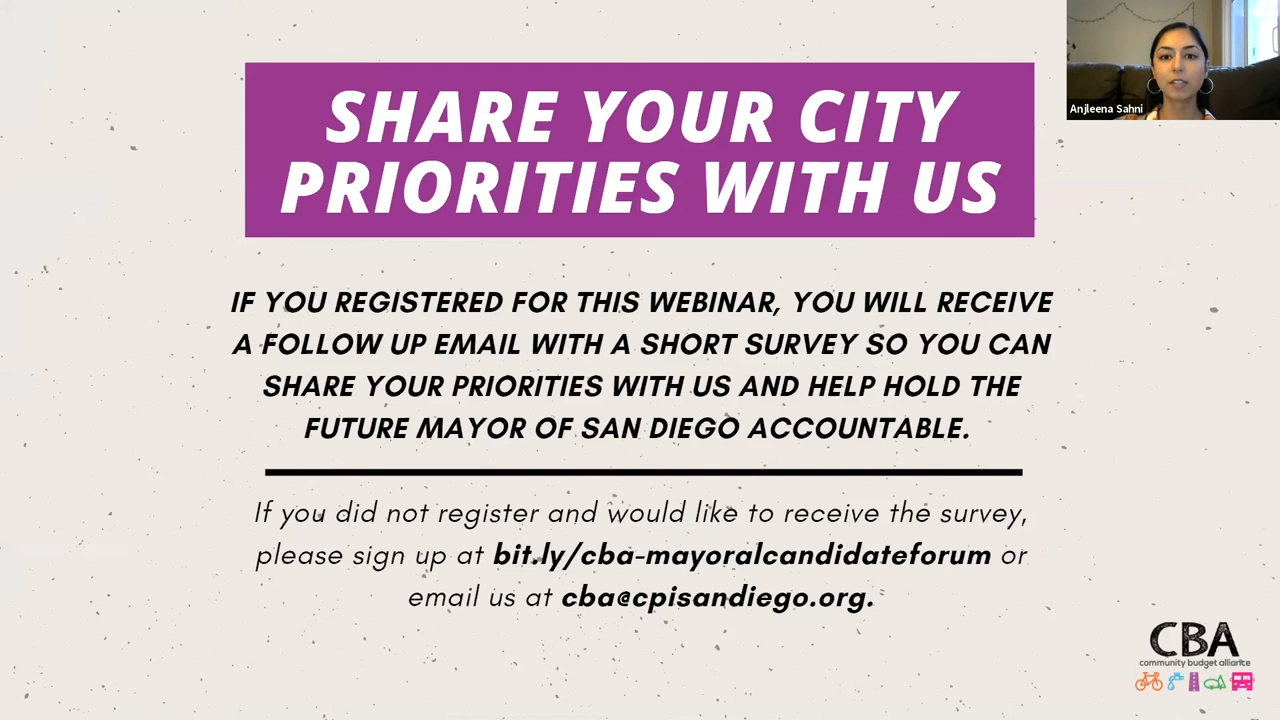 SHARE YOUR CITY
PRIORITIES WITH US
Anjleena Sahni
IF YOU REGISTERED FOR THIS WEBINAR, YOU WILL RECEIVE
A FOLLOW UP EMAIL WITH A SHORT SURVEY SO YOU CAN
SHARE YOUR PRIORITIES WITH US AND HELP HOLD THE
FUTURE MAYOR OF SAN DIEGO ACCOUNTABLE.
If you did not register and would like to receive the survey,
please sign up at bit.ly/cba-mayoralcandidateforum or
email us at cba@cpisandiego.org.
CBA
community budget alliance